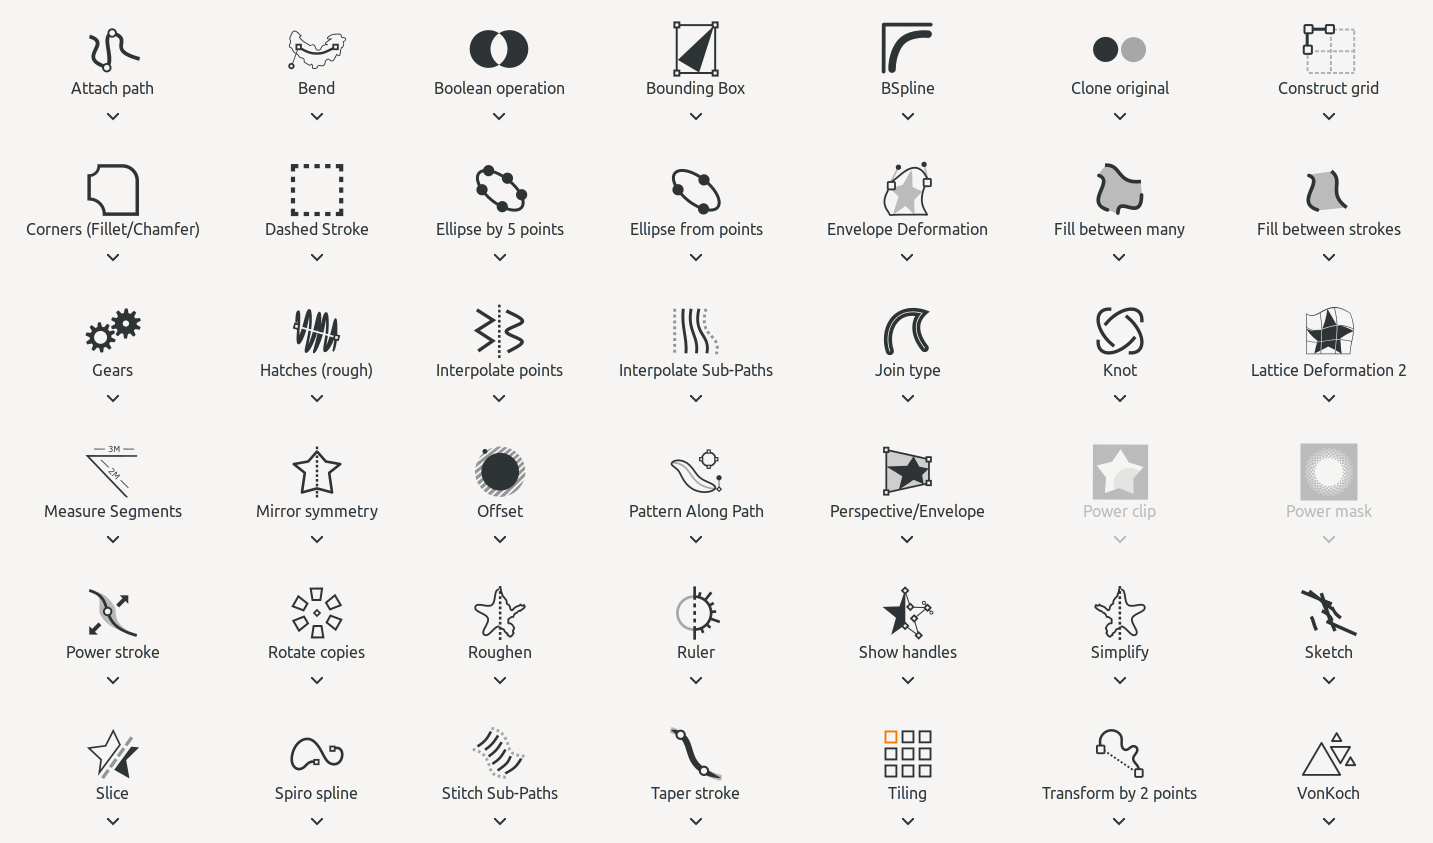 Attach path
Bend
Boolean operation
Bounding Box
BSpline
Clone original
Construct grid
Corners (Fillet/Chamfer)
Dashed Stroke
Ellipse by 5 points
Ellipse from points
Envelope Deformation
Fill between many
Fill between strokes
Gears
Hatches (rough)
Interpolate points
Interpolate Sub-Paths
Join type
Knot
Lattice Deformation 2
3M
2M
Measure Segments
Mirror symmetry
Offset
Pattern Along Path
Perspective/Envelope
Power clip
Power mask
Power stroke
Rotate copies
Roughen
Ruler
Show handles
Simplify
Sketch
Slice
Spiro spline
Stitch Sub-Paths
Taper stroke
Tiling
Transform by 2 points
VonKoch